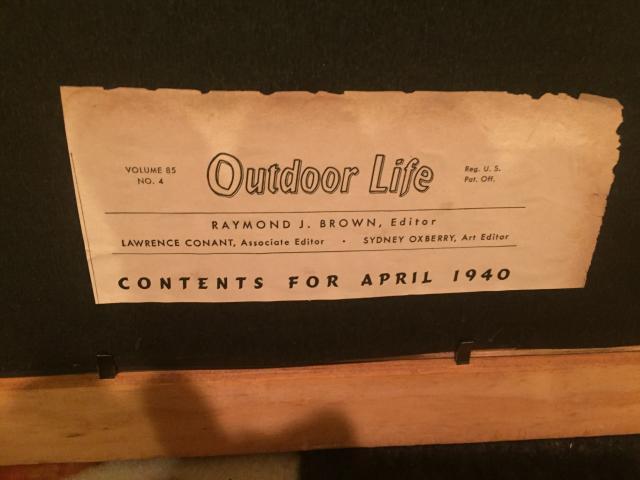 VOLUME 85
NO. 4
Outdoor Life
Reg. U. S.
Pat. Off.
RAYMOND J. BROWN, Editor
LAWRENCE CONANT, Associate Editor • SYDNEY OXBERRY, Art Editor
CONTENTS FOR APRIL 1940